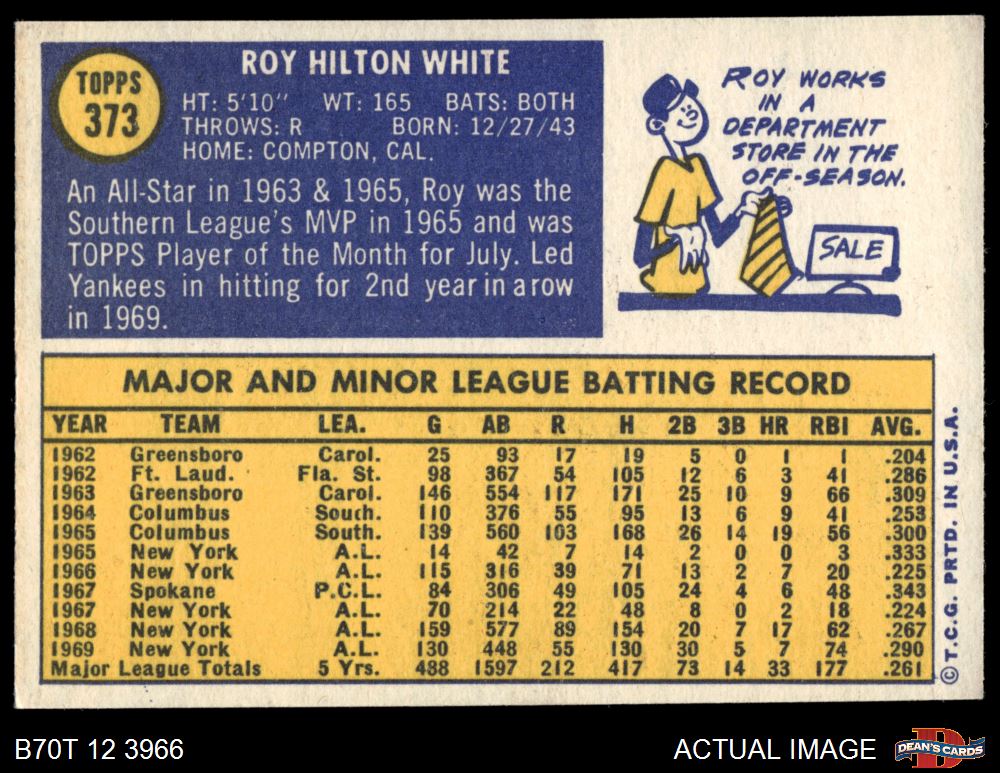 TOPPS
373
ROY HILTON WHITE
HT: 5'10" WT: 165 BATS: BOTH
THROWS: R BORN: 12/27/43
HOME: COMPTON, CAL.
An All-Star in 1963 & 1965, Roy was the
Southern League's MVP in 1965 and was
TOPPS Player of the Month for July. Led
Yankees in hitting for 2nd year in a row
in 1969.
ROY WORKS
IN A
DEPARTMENT
STORE IN THE
OFF-SEASON.
SALE
MAJOR AND MINOR LEAGUE BATTING RECORD
YEAR TEAM LEA. G AB R H 2B 3B HR RBI AVG.
1962 Greensboro Carol. 25 93 17 19 5 0 1 1 .204
1962 Ft. Laud. Fla. St. 98 367 54 105 12 6 3 41 .286
1963 Greensboro Carol. 146 554 117 171 25 10 9 66 .309
1964 Columbus South. 110 376 55 95 13 6 9 41 .253
1965 Columbus South. 139 560 103 168 26 14 19 56 .300
1965 New York A.L. 14 42 7 14 2 0 0 3 .333
1966 New York A.L. 115 316 39 71 13 2 7 20 .225
1967 Spokane P.C.L. 84 306 49 105 24 4 6 48 .343
1967 New York A.L. 70 214 22 48 8 0 2 18 .224
1968 New York A.L. 159 577 89 154 20 7 17 62 .267
1969 New York A.L. 130 448 55 130 30 5 7 74 .290
Major League Totals 5 Yrs. 488 1597 212 417 73 14 33 177 .261
© T.C.G. PRTD. IN U.S.A.
B70T 12 3966
ACTUAL IMAGE
DEAN'S CARDS